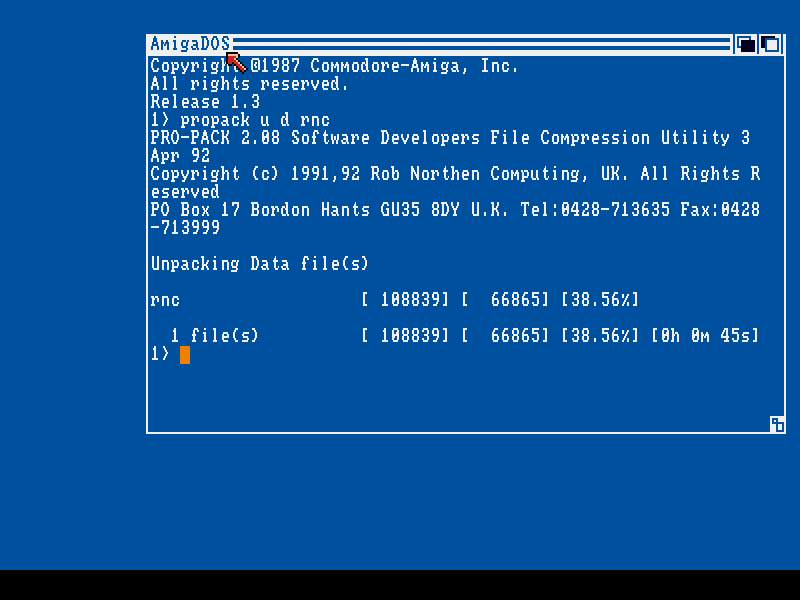 AmigaDOS
Copyright ©1987 Commodore-Amiga, Inc.
All rights reserved.
Release 1.3
1> propack u d rnc
PRO-PACK 2.08 Software Developers File Compression Utility 3
Apr 92
Copyright (c) 1991,92 Rob Northen Computing, UK. All Rights R
eserved
PO Box 17 Bordon Hants GU35 8DY U.K. Tel:0428-713635 Fax:0428
-713999
Unpacking Data file(s)
rnc [ 108839] [ 66865] [38.56%]
1 file(s) [ 108839] [ 66865] [38.56%] [0h 0m 45s]
1>